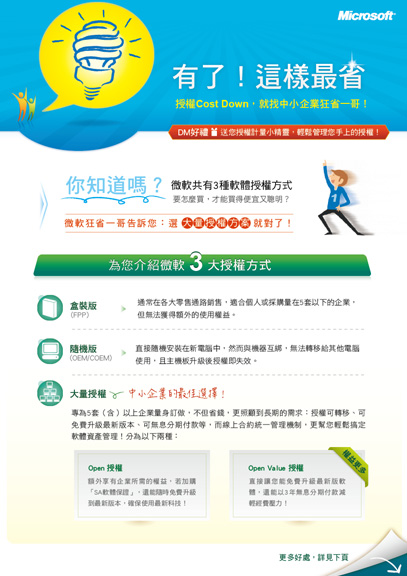 Microsoft
有了！這樣最省
授權Cost Down，就找中小企業狂省一哥！
DM好禮 送您授權計量小精靈，輕鬆管理您手上的授權！
你知道嗎？ 微軟共有3種軟體授權方式
要怎麼買，才能買得便宜又聰明？
微軟狂省一哥告訴您：選大量授權方案就對了！
為您介紹微軟 3 大授權方式
盒裝版
(FPP)
通常在各大零售通路銷售，適合個人或採購量在5套以下的企業，
但無法獲得額外的使用權益。
隨機版
(OEM/COEM)
直接隨機安裝在新電腦中，然而與機器互綁，無法轉移給其他電腦
使用，且主機板升級後授權即失效。
大量授權 中小企業的最佳選擇！
專為5套（含）以上企業量身訂做，不但省錢，更照顧到長期的需求：授權可轉移、可
免費升級最新版本、可無息分期付款等，而線上合約統一管理機制，更幫您輕鬆搞定
軟體資產管理！分為以下兩種：
Open 授權
額外享有企業所需的權益，若加購
「SA軟體保證」，還能隨時免費升級
到最新版本，確保使用最新科技！
Open Value 授權
直接讓您能免費升級最新版軟
體，還能以3年無息分期付款減
輕經費壓力！
權益更多
更多好處，詳見下頁